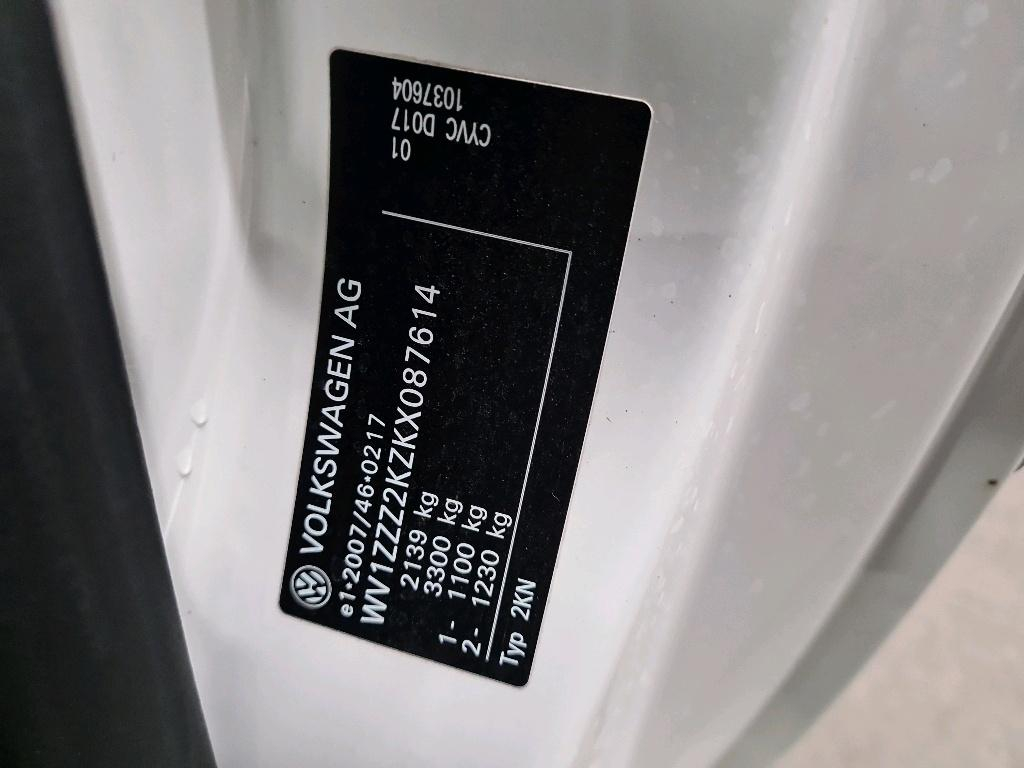 VOLKSWAGEN AG
e1*2007/46*0217
WV1ZZZ2KZKX087614
2139 kg
3300 kg
1- 1100 kg
2- 1230 kg
Typ 2KN
01 D017 1037604
CYVC